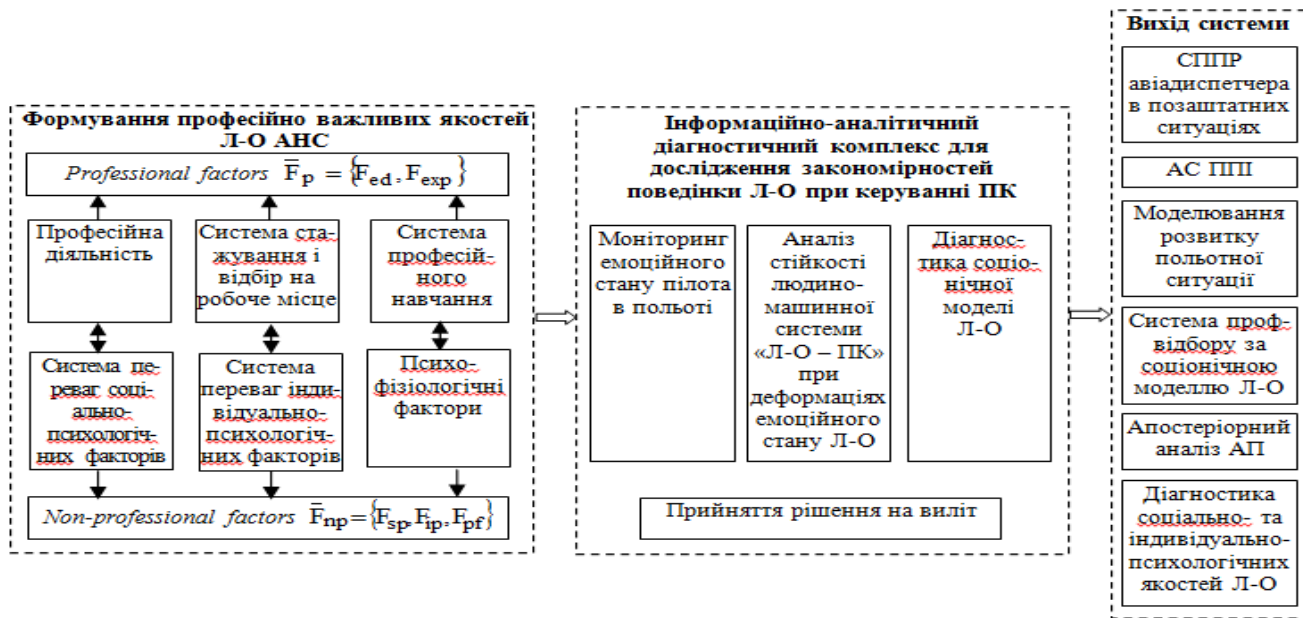 Формування професійно важливих якостей
Л-О АНС
Professional factors F̅p = {Fed, Fexp}
Професійна
діяльність
Система ста-
жування і
відбір на
робоче місце
Система
професій-
ного
навчання
Система пе-
реваг соці-
ально-
психологіч-
них факторів
Система
переваг інди-
відуально-
психологіч-
них факторів
Психо-
фізіологічні
фактори
Non-professional factors F̅np={Fsp,Fip,Fpf}
Інформаційно-аналітичний
діагностичний комплекс для
дослідження закономірностей
поведінки Л-О при керуванні ПК
Моніторинг
емоційного
стану пілота
в польоті
Аналіз
стійкості
людино-
машинної
системи
«Л-О – ПК»
при
деформаціях
емоційного
стану Л-О
Діагнос-
тика соціо-
нічної
моделі
Л-О
Прийняття рішення на виліт
Вихід системи
СППР
авіадиспетчера
в позаштатних
ситуаціях
АС ППІ
Моделювання
розвитку
польотної
ситуації
Система проф-
відбору за
соціонічною
моделлю Л-О
Апостеріорний
аналіз АП
Діагностика
соціально- та
індивідуально-
психологічних
якостей Л-О